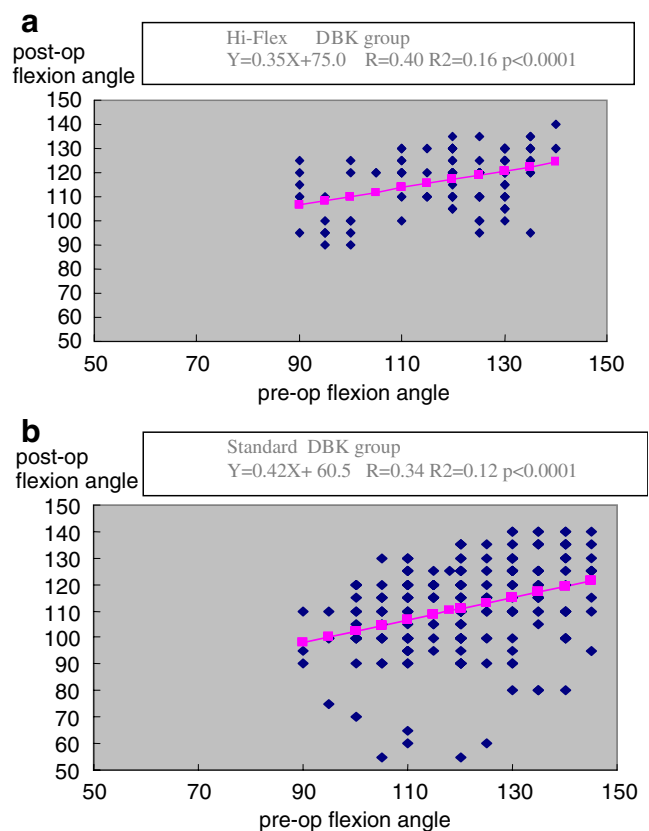 a
post-op
flexion angle
Hi-Flex DBK group
Y=0.35X+75.0 R=0.40 R2=0.16 p<0.0001
150
140
130
120
110
100
90
80
70
60
50
50 70 90 110 130 150
pre-op flexion angle
b
post-op
flexion angle
Standard DBK group
Y=0.42X+ 60.5 R=0.34 R2=0.12 p<0.0001
150
140
130
120
110
100
90
80
70
60
50
50 70 90 110 130 150
pre-op flexion angle